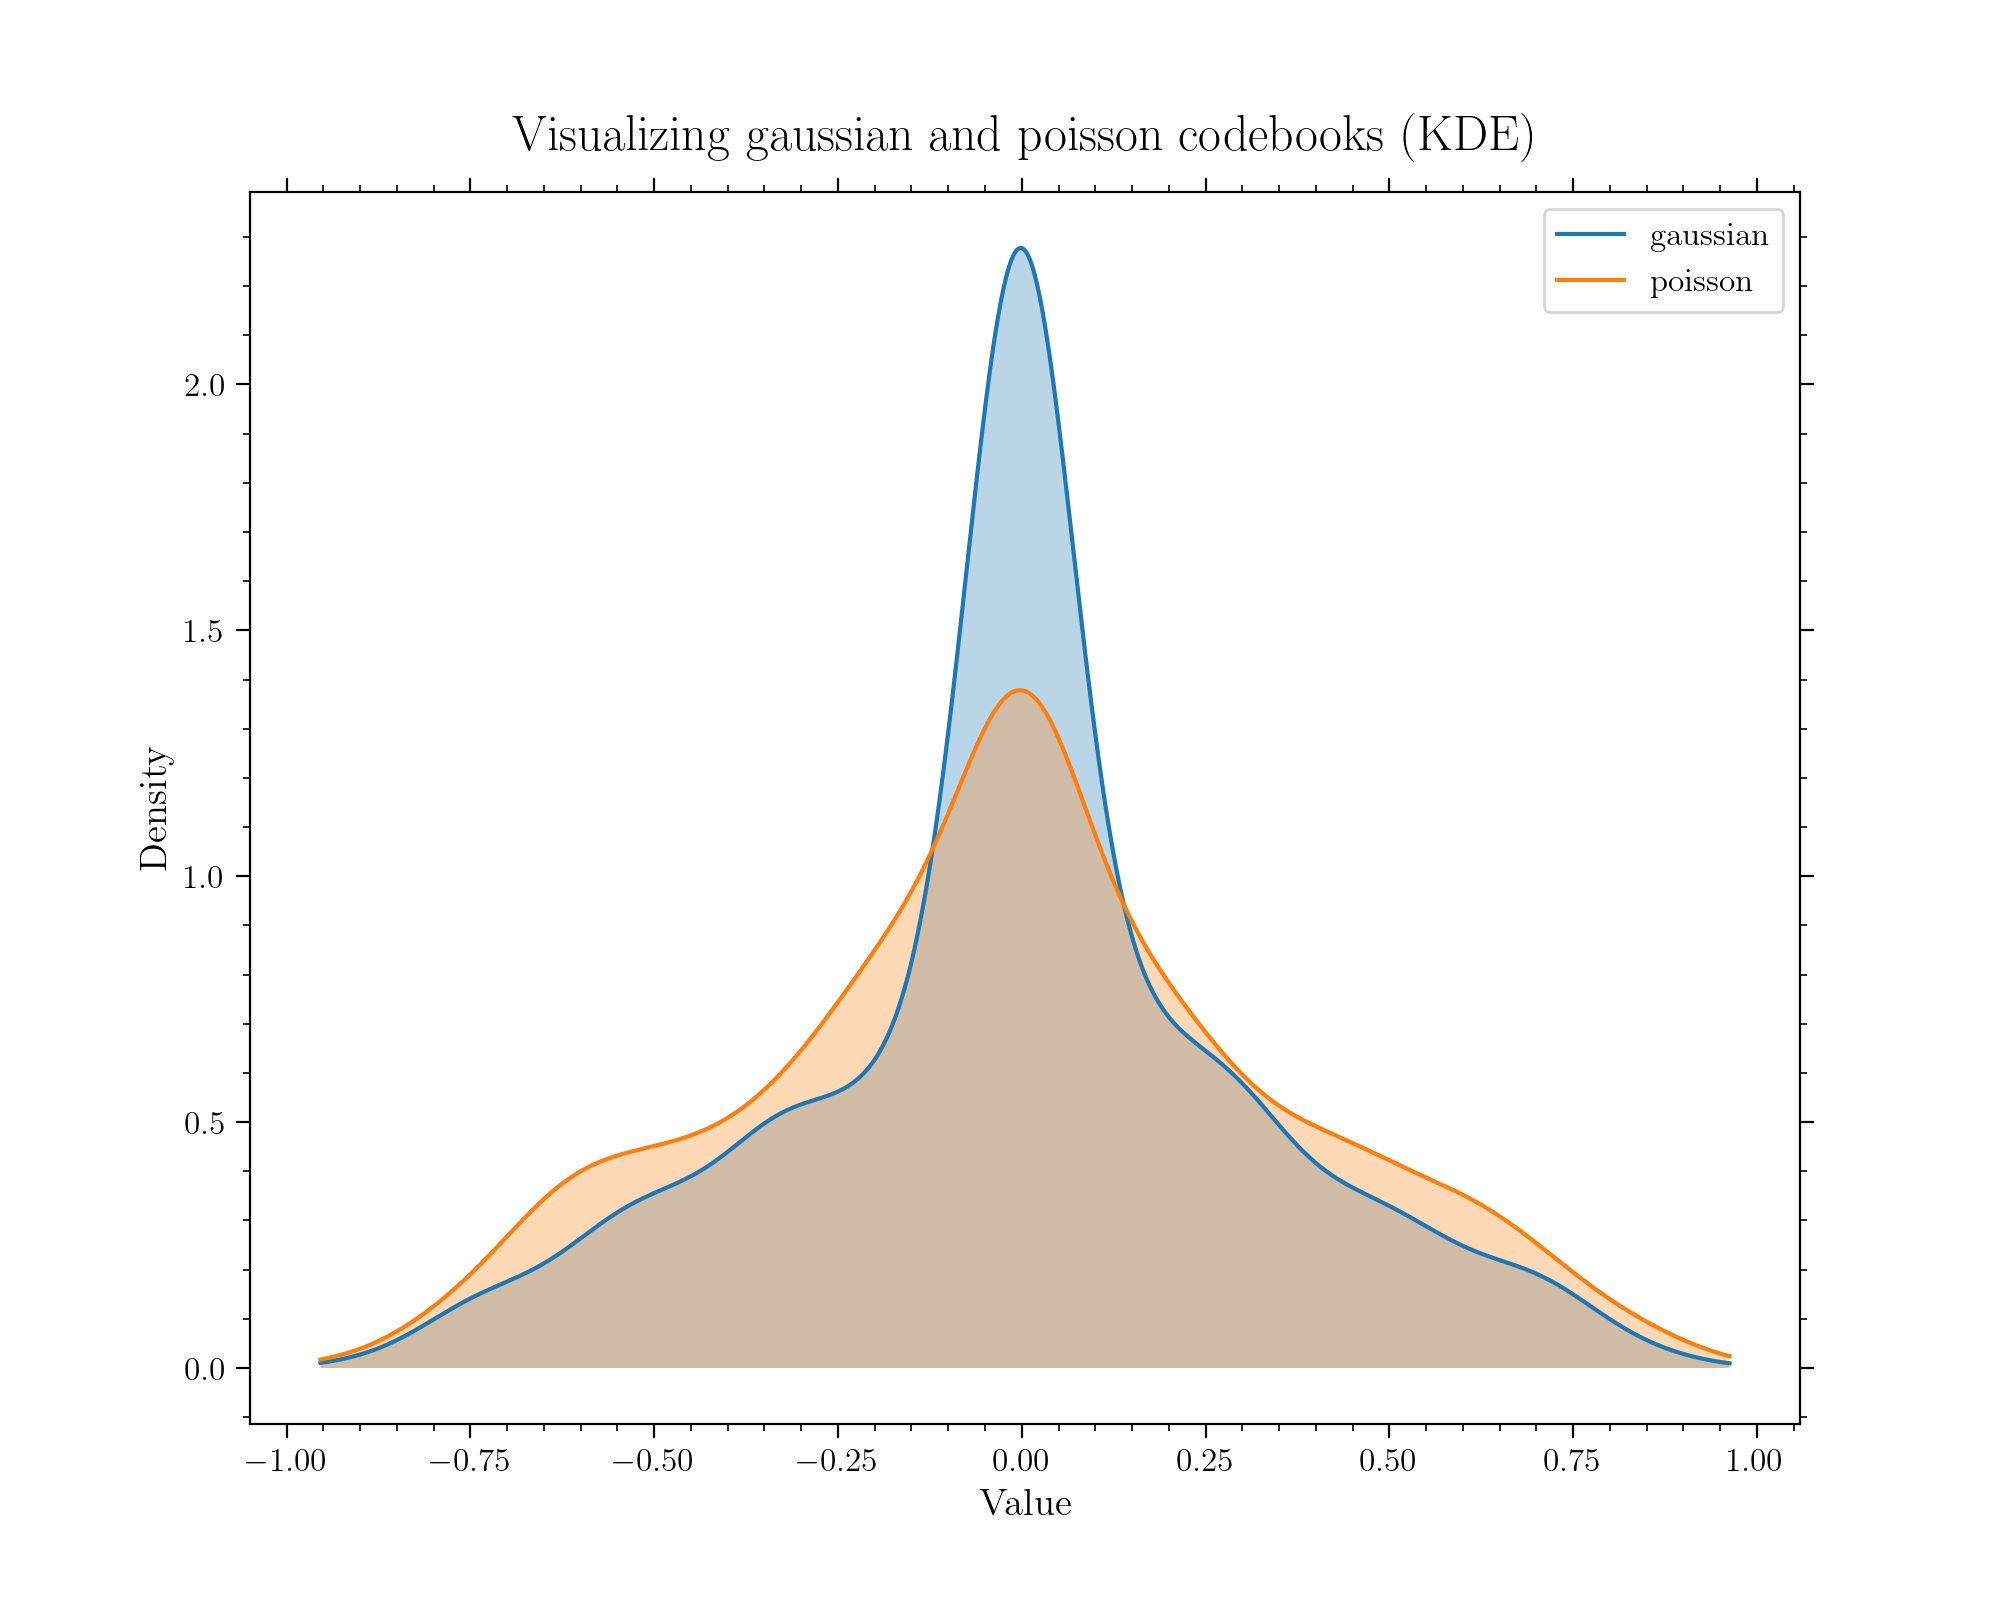 Visualizing gaussian and poisson codebooks (KDE)
gaussian
poisson
2.0
1.5
1.0
0.5
0.0
Density
−1.00 −0.75 −0.50 −0.25 0.00 0.25 0.50 0.75 1.00
Value